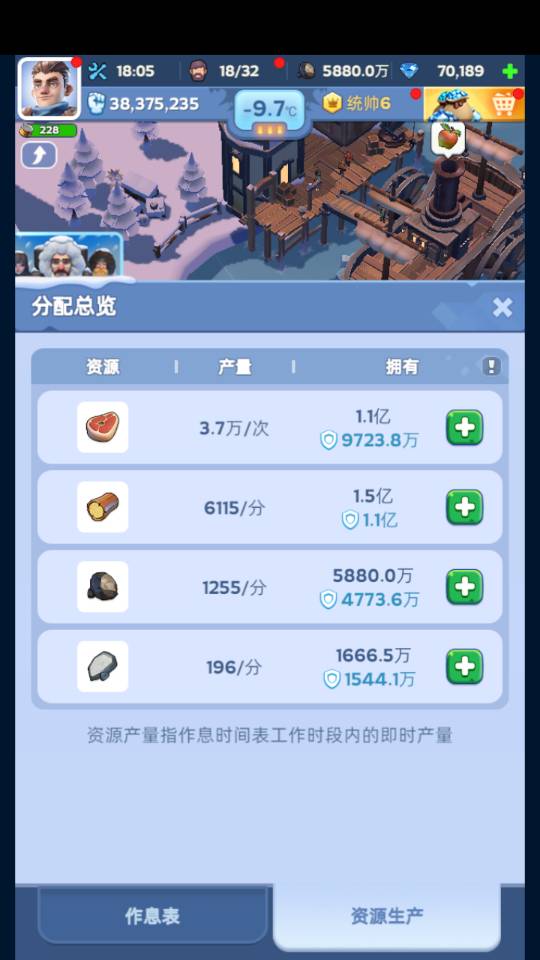 18:05 18/32 5880.0万 70,189
38,375,235 -9.7℃ 统帅6
228
分配总览
资源 产量 拥有
3.7万/次 1.1亿
9723.8万
6115/分 1.5亿
1.1亿
1255/分 5880.0万
4773.6万
196/分 1666.5万
1544.1万
资源产量指作息时间表工作时段内的即时产量
作息表 资源生产